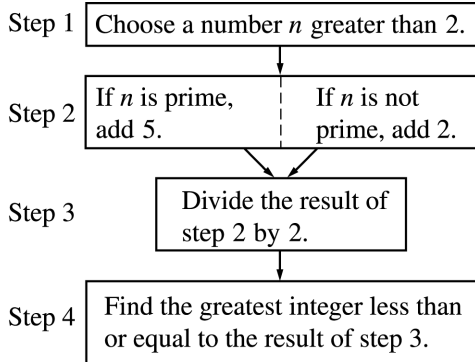 Step 1
Choose a number n greater than 2.
Step 2
If n is prime,
add 5.
If n is not
prime, add 2.
Step 3
Divide the result of
step 2 by 2.
Step 4
Find the greatest integer less than
or equal to the result of step 3.